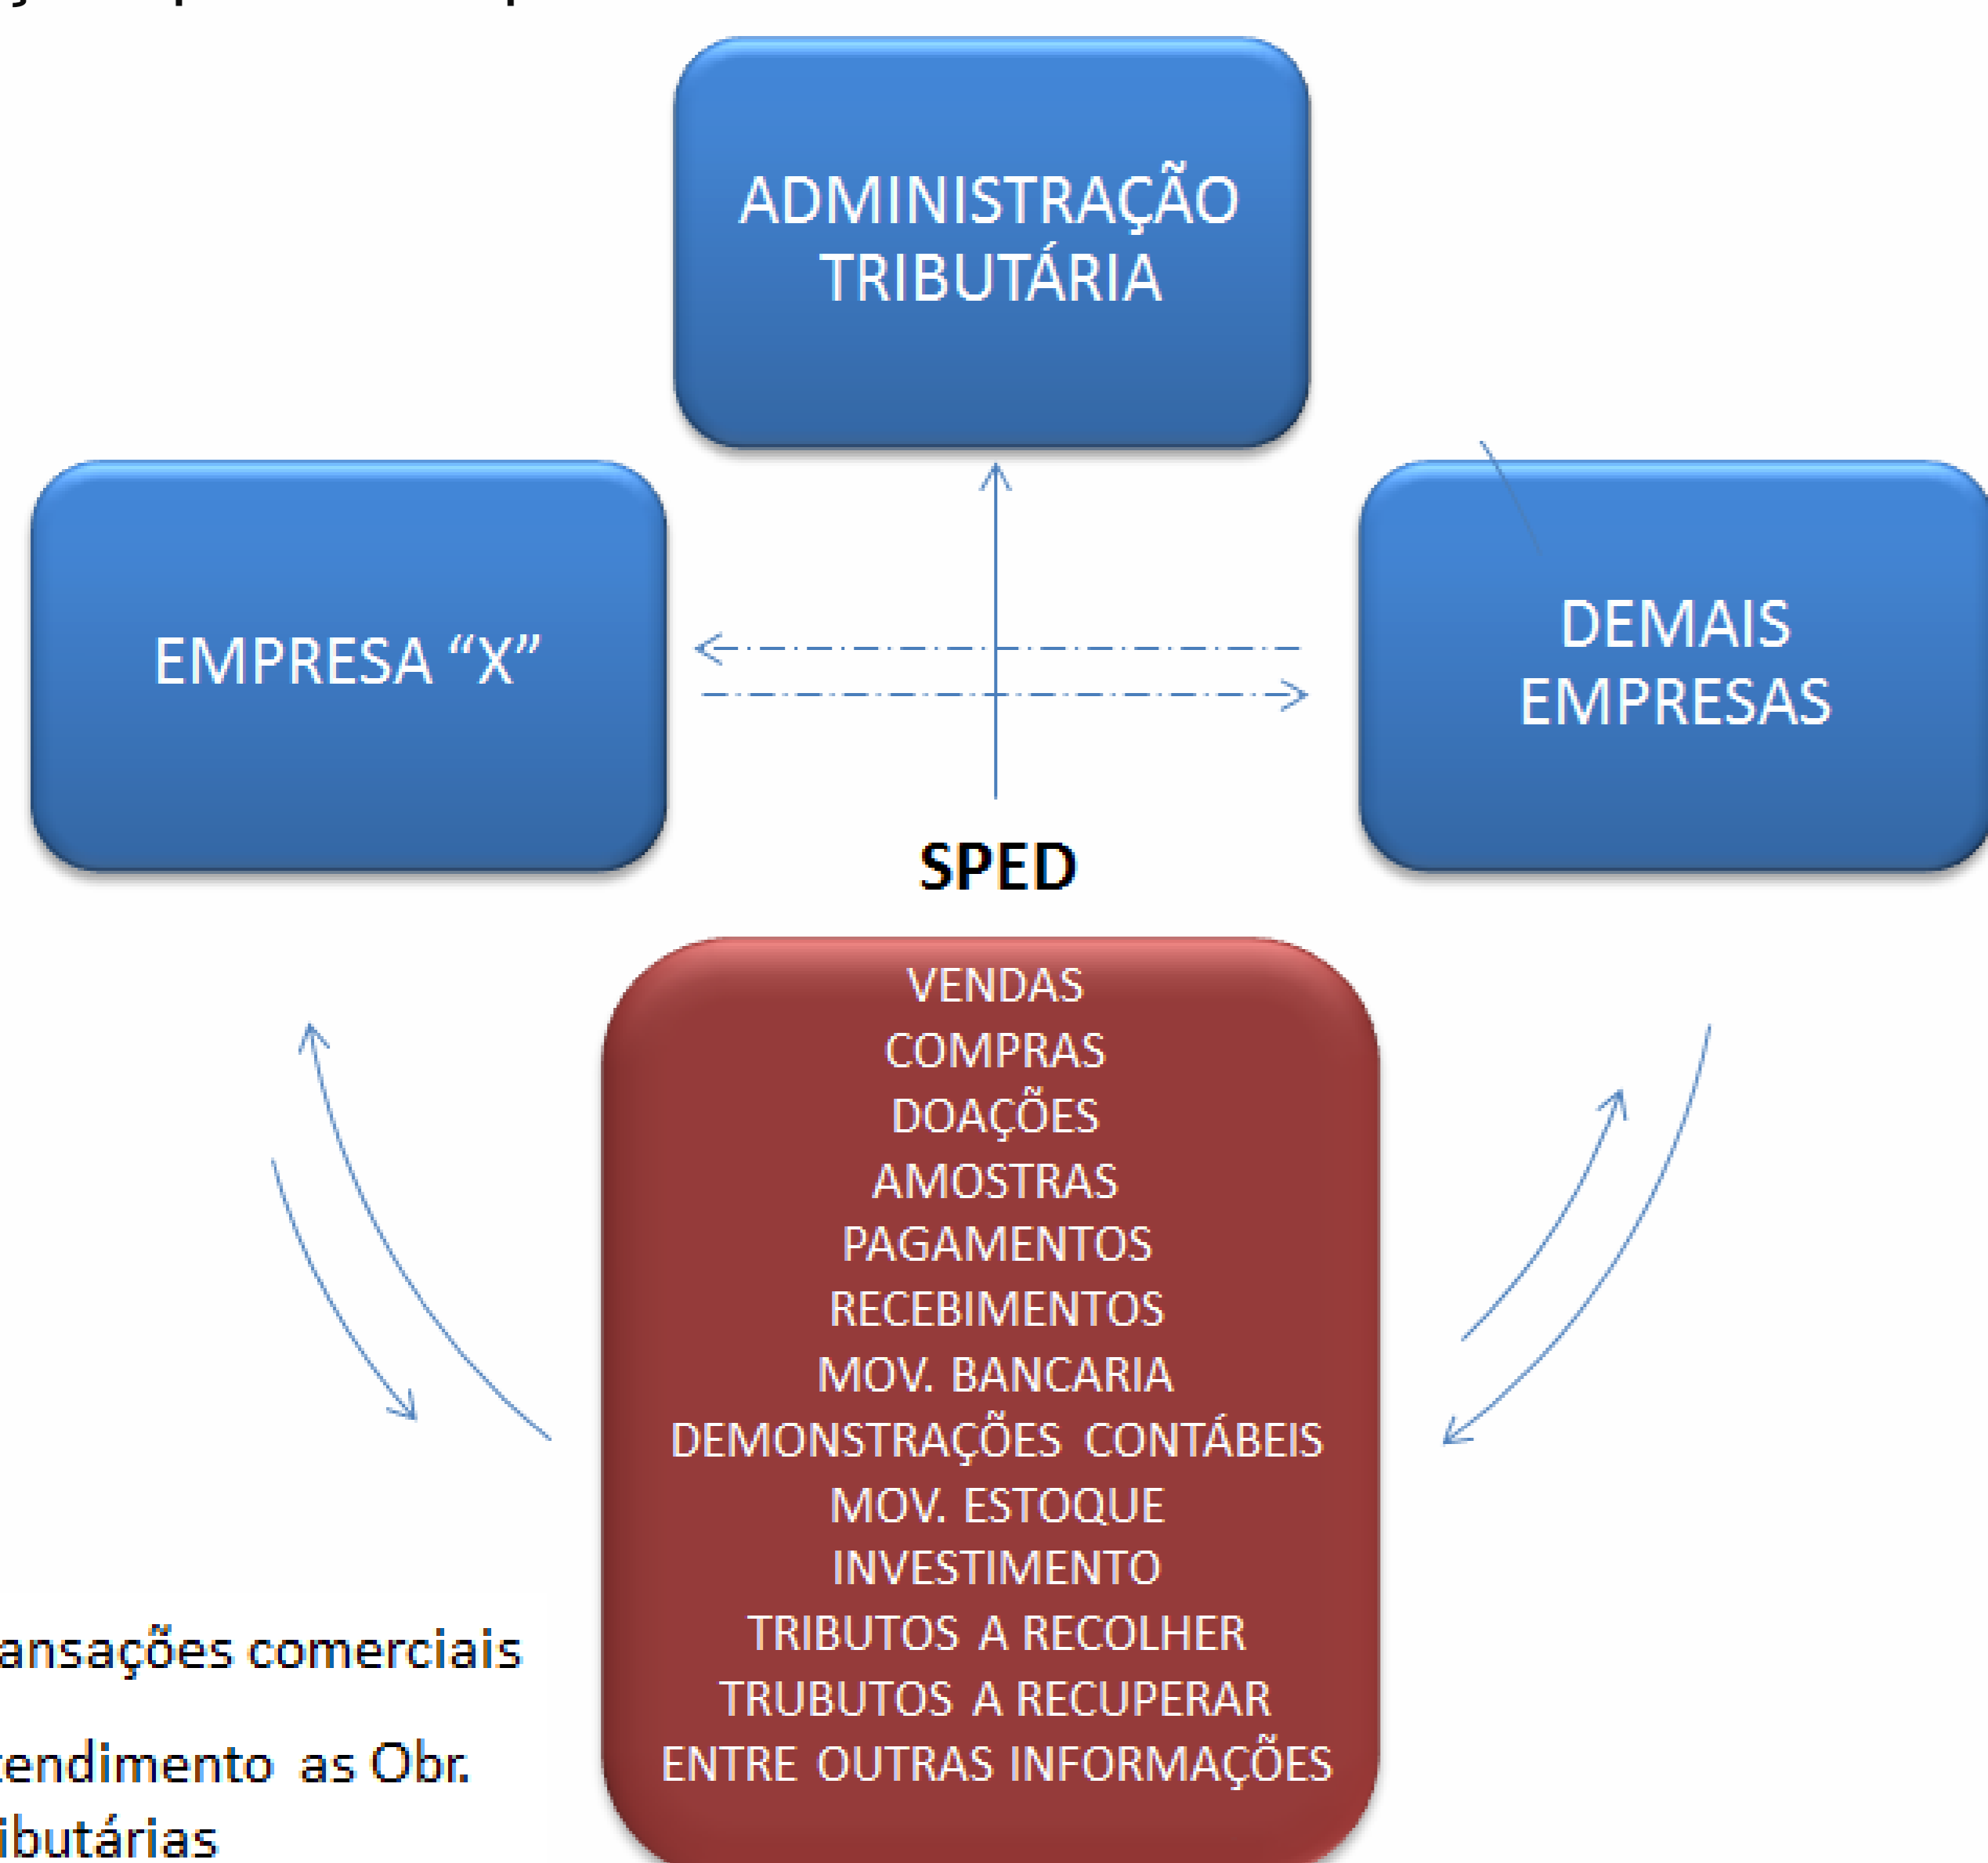 ADMINISTRAÇÃO
TRIBUTÁRIA
EMPRESA “X”
DEMAIS
EMPRESAS
SPED
VENDAS
COMPRAS
DOAÇÕES
AMOSTRAS
PAGAMENTOS
RECEBIMENTOS
MOV. BANCARIA
DEMONSTRAÇÕES CONTÁBEIS
MOV. ESTOQUE
INVESTIMENTO
TRIBUTOS A RECOLHER
TRUBUTOS A RECUPERAR
ENTRE OUTRAS INFORMAÇÕES
ansações comerciais
tendimento as Obr.
ibutárias